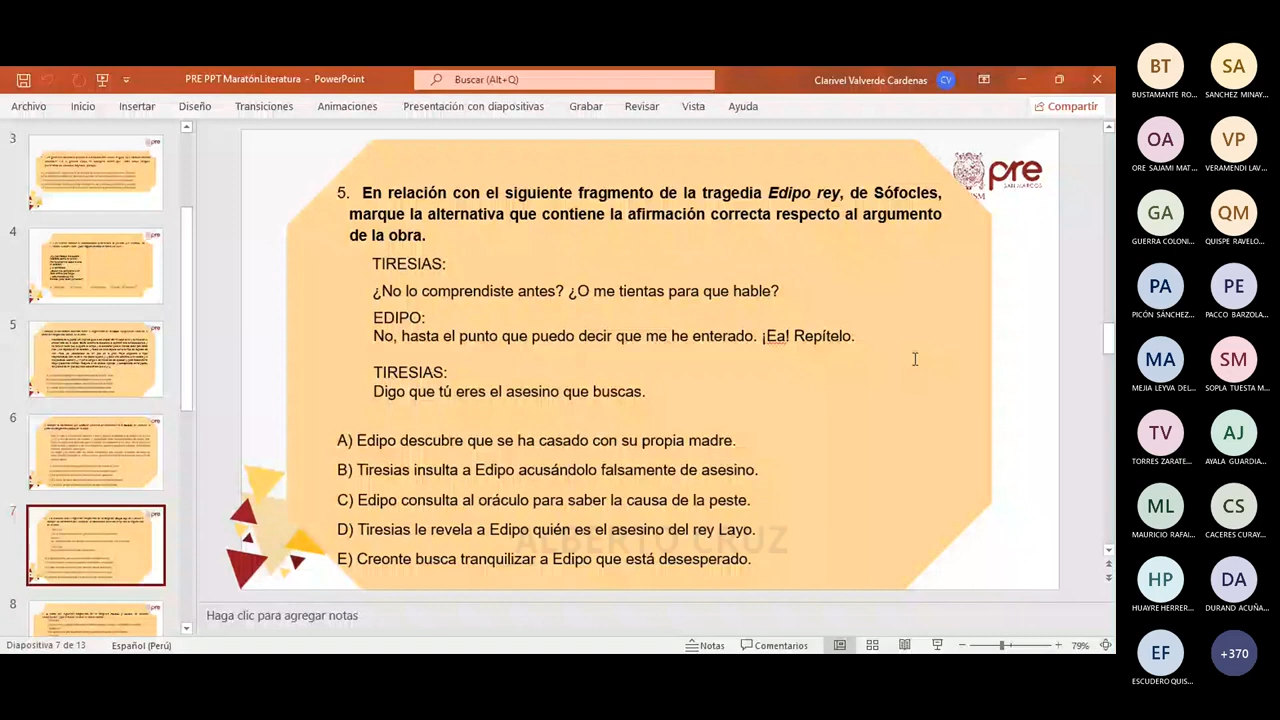 PRE PPT MaratónLiteratura - PowerPoint
Buscar (Alt+Q)
Clarivel Valverde Cardenas
CV
Archivo
Inicio
Insertar
Diseño
Transiciones
Animaciones
Presentación con diapositivas
Grabar
Revisar
Vista
Ayuda
Compartir
3
4
5
6
7
8
pre
SAN MARCOS
5. En relación con el siguiente fragmento de la tragedia Edipo rey, de Sófocles,
marque la alternativa que contiene la afirmación correcta respecto al argumento
de la obra.
TIRESIAS:
¿No lo comprendiste antes? ¿O me tientas para que hable?
EDIPO:
No, hasta el punto que puedo decir que me he enterado. ¡Ea! Repítelo.
TIRESIAS:
Digo que tú eres el asesino que buscas.
A) Edipo descubre que se ha casado con su propia madre.
B) Tiresias insulta a Edipo acusándolo falsamente de asesino.
C) Edipo consulta al oráculo para saber la causa de la peste.
D) Tiresias le revela a Edipo quién es el asesino del rey Layo.
ALBERTO CRUZ
E) Creonte busca tranquilizar a Edipo que está desesperado.
Haga clic para agregar notas
Diapositiva 7 de 13
Español (Perú)
Notas
Comentarios
79%
BT
SA
BUSTAMANTE RO...
SANCHEZ MINAY...
OA
VP
ORE SAJAMI MAT...
VERAMENDI LAV...
GA
QM
GUERRA COLONI...
QUISPE RAVELO...
PA
PE
PICÓN SÁNCHEZ...
PACCO BARZOLA...
MA
SM
MEJIA LEYVA DEL...
SOPLA TUESTA M...
TV
AJ
TORRES ZARATE...
AYALA GUARDIA...
ML
CS
MAURICIO RAFAI...
CACERES CURAY...
HP
DA
HUAYRE HERRER...
DURAND ACUÑA...
EF
+370
ESCUDERO QUIS...